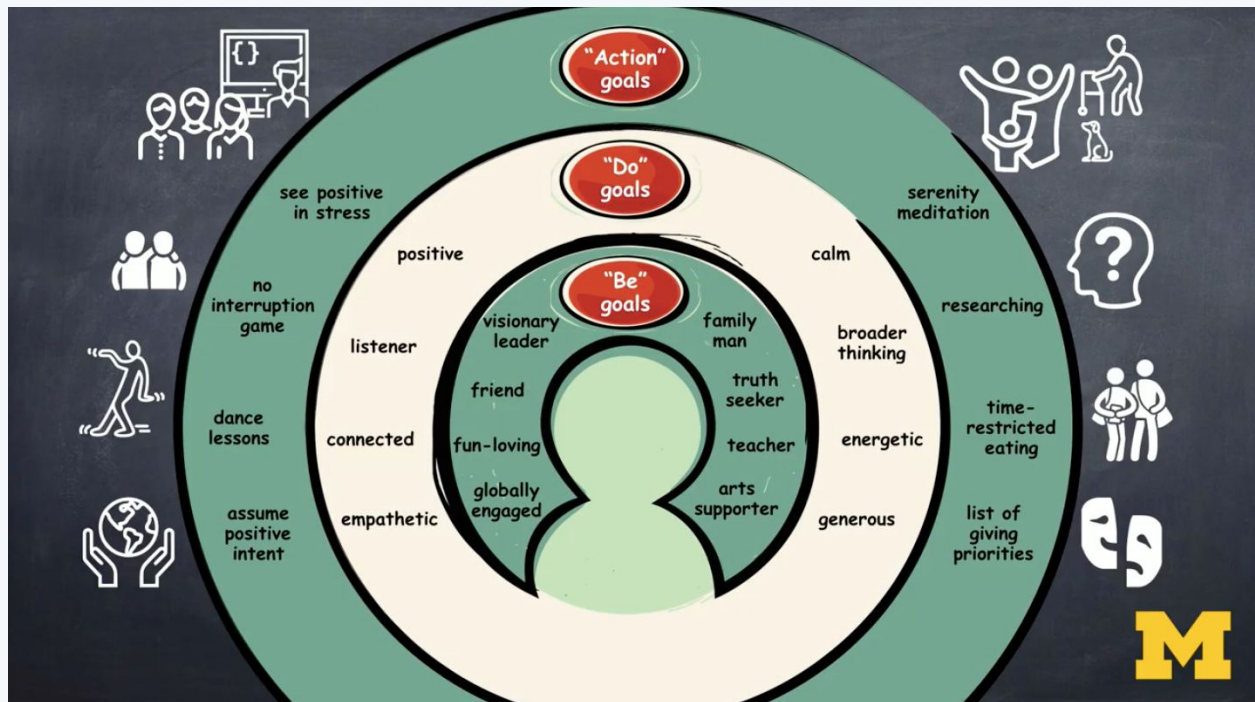 {}
“Action”
goals
“Do”
goals
“Be”
goals
see positive
in stress
no
interruption
game
dance
lessons
assume
positive
intent
positive
listener
connected
empathetic
visionary
leader
friend
fun-loving
globally
engaged
family
man
truth
seeker
teacher
arts
supporter
calm
broader
thinking
energetic
generous
serenity
meditation
researching
time-
restricted
eating
list of
giving
priorities
?
M